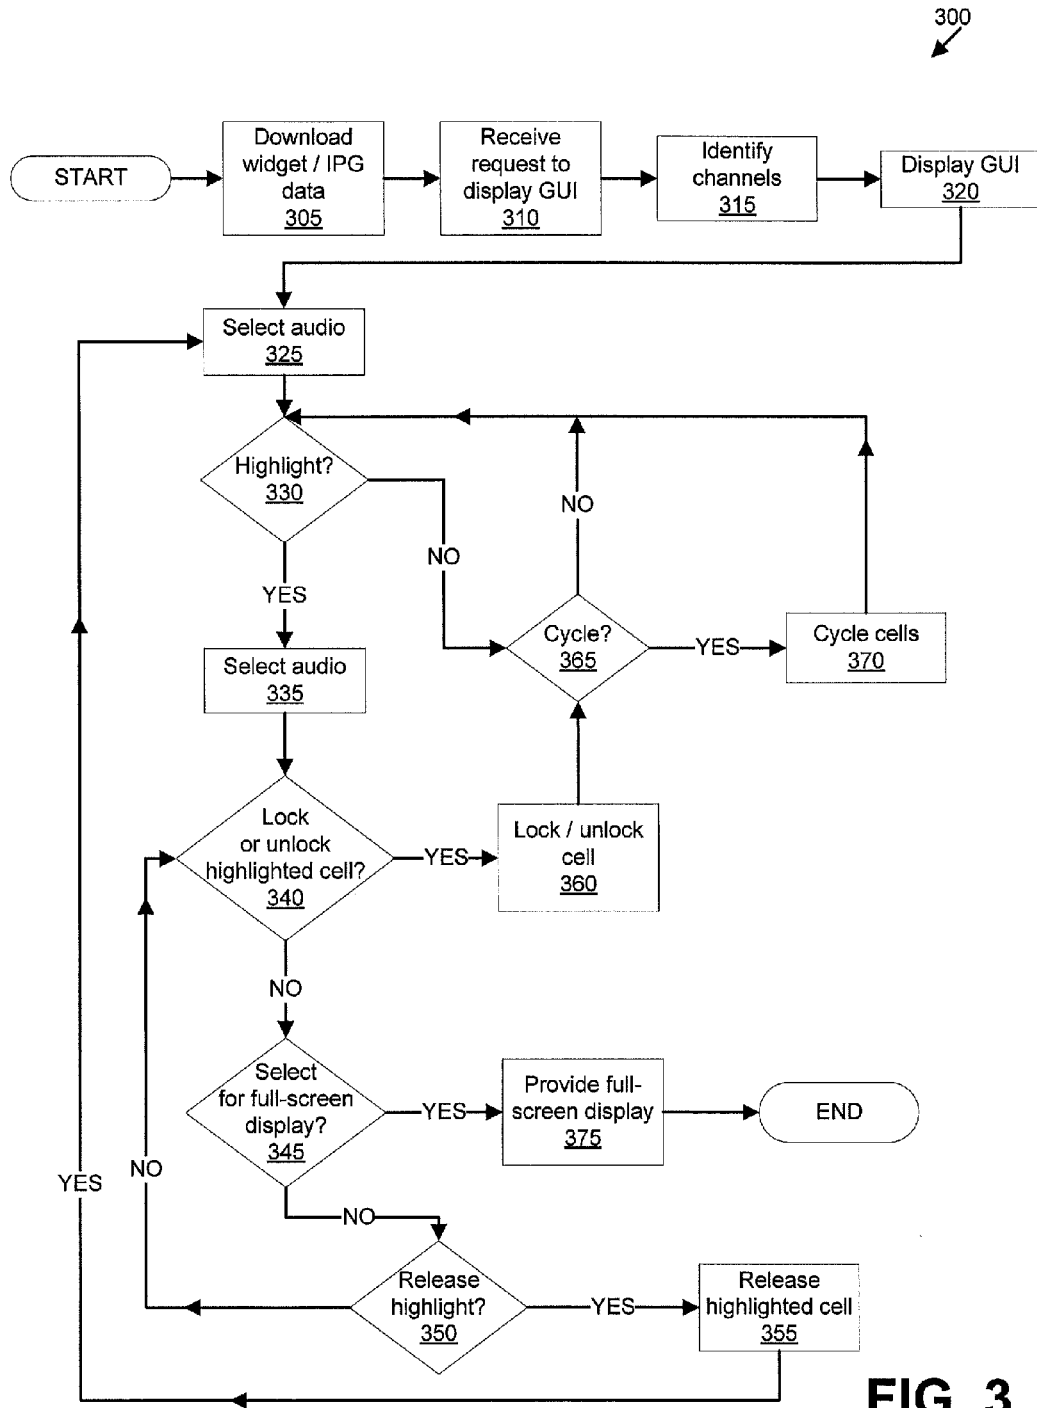 300
START
Download
widget / IPG
data
305
Receive
request to
display GUI
310
Identify
channels
315
Display GUI
320
Select audio
325
Highlight?
330
NO
NO
YES
Cycle?
365
YES
Cycle cells
370
Select audio
335
Lock
or unlock
highlighted cell?
340
YES
Lock / unlock
cell
360
NO
Select
for full-screen
display?
345
YES
Provide full-
screen display
375
END
NO
YES
NO
Release
highlight?
350
YES
Release
highlighted cell
355
FIG. 3